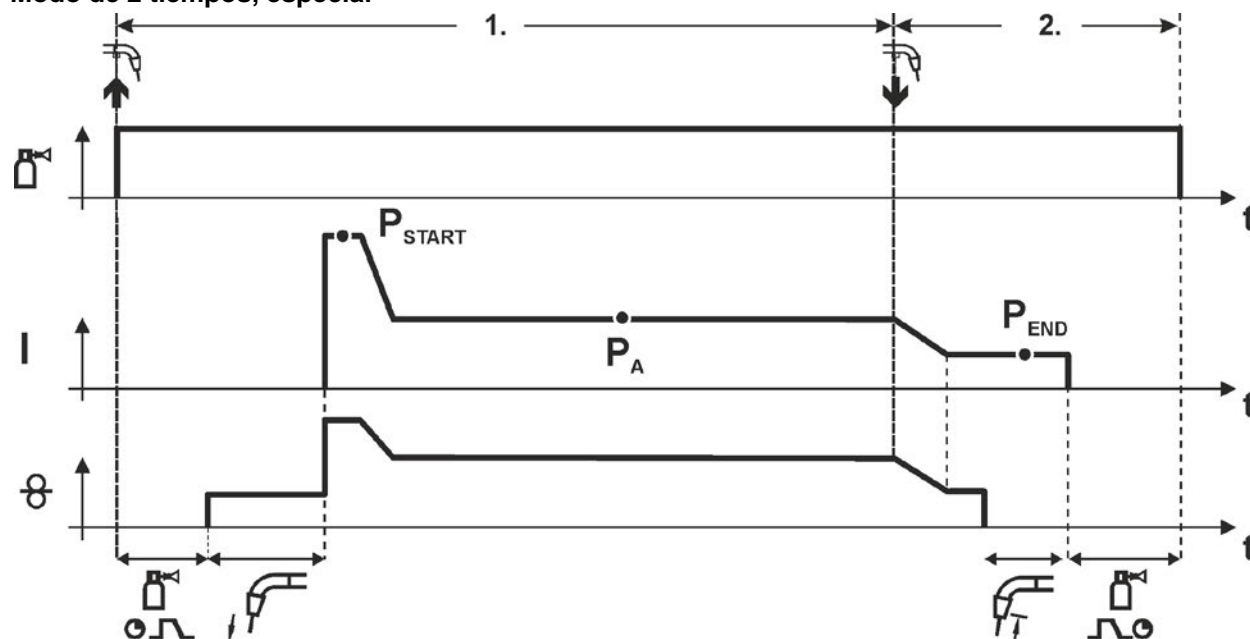 Modo de 2 tiempos, especial
1. 2.
t
P START
P END
I
P A
t
t